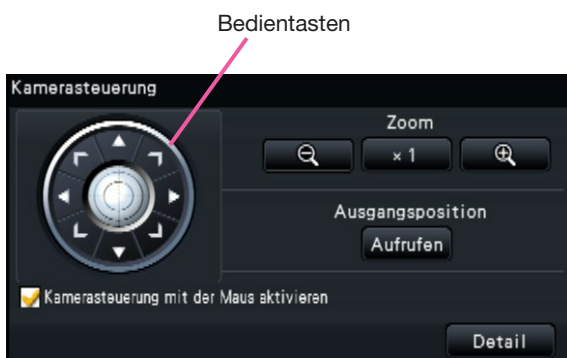 Bedientasten
Kamerasteuerung
Zoom
× 1
Ausgangsposition
Aufrufen
Kamerasteuerung mit der Maus aktivieren
Detail